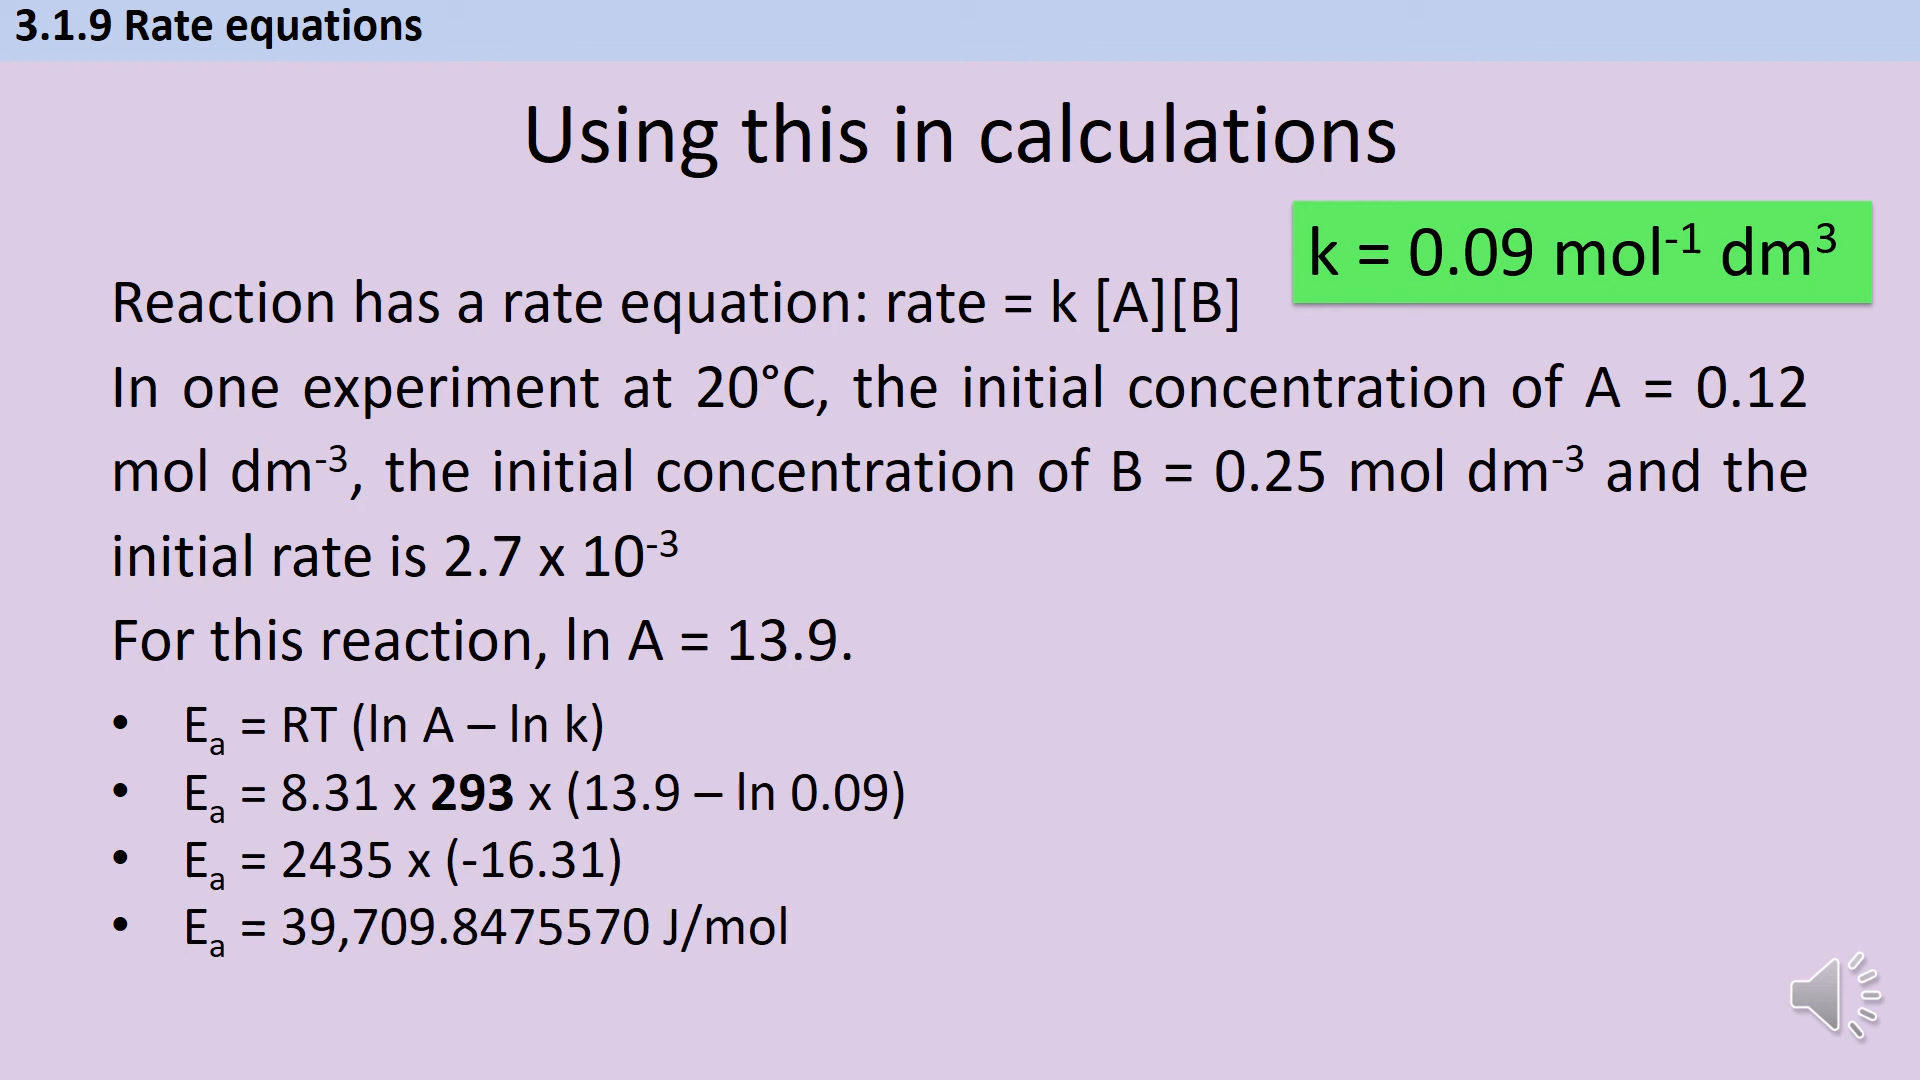 3.1.9 Rate equations
Using this in calculations
k = 0.09 mol⁻¹ dm³
Reaction has a rate equation: rate = k [A][B]
In one experiment at 20°C, the initial concentration of A = 0.12
mol dm⁻³, the initial concentration of B = 0.25 mol dm⁻³ and the
initial rate is 2.7 x 10⁻³
For this reaction, ln A = 13.9.
• Eₐ = RT (ln A – ln k)
• Eₐ = 8.31 x 293 x (13.9 – ln 0.09)
• Eₐ = 2435 x (-16.31)
• Eₐ = 39,709.8475570 J/mol